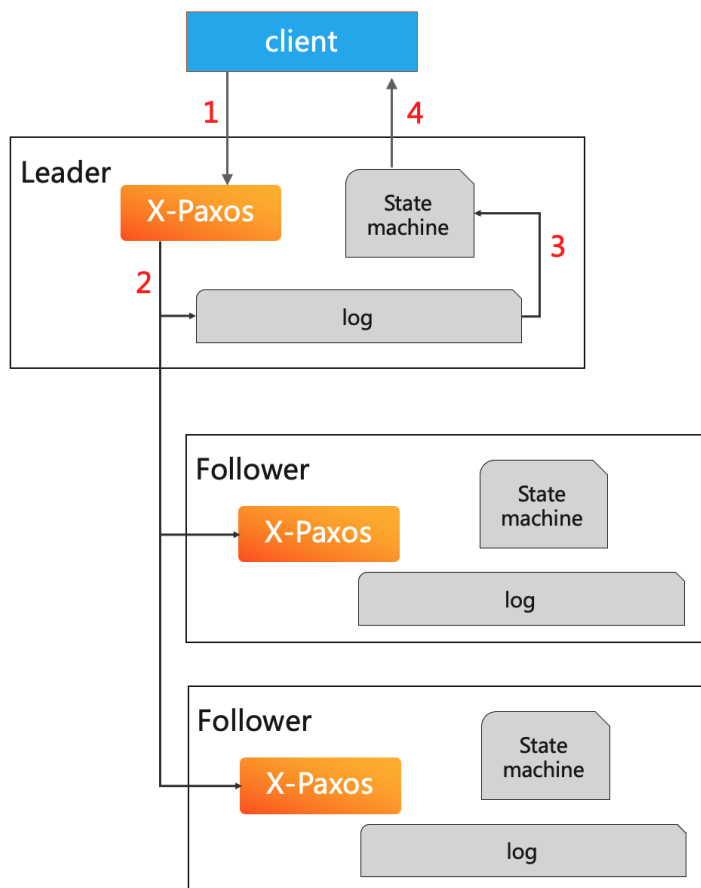 client
1
4
Leader
X-Paxos
State
machine
2
3
log
Follower
X-Paxos
State
machine
log
Follower
X-Paxos
State
machine
log